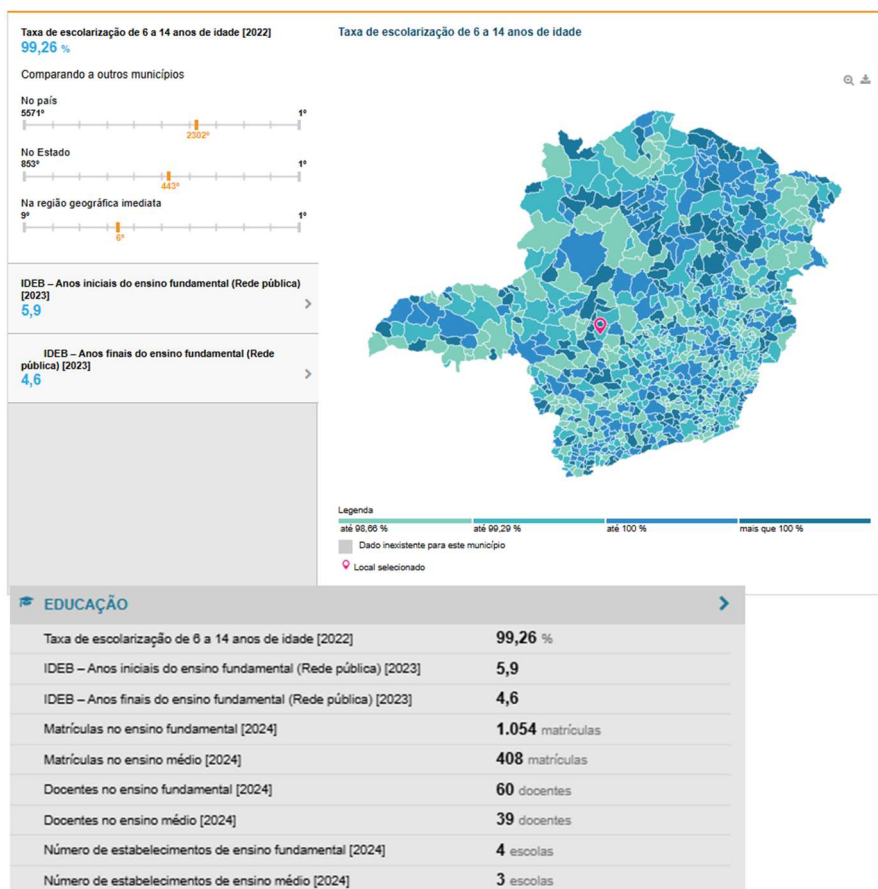 Taxa de escolarização de 6 a 14 anos de idade [2022]
99,26 %
Comparando a outros municípios
No país
5571º 1º
2302º
No Estado
853º 1º
443º
Na região geográfica imediata
9º 1º
6º
IDEB – Anos iniciais do ensino fundamental (Rede pública)
[2023]
5,9
IDEB – Anos finais do ensino fundamental (Rede
pública) [2023]
4,6
Taxa de escolarização de 6 a 14 anos de idade
Legenda
até 98,66 % até 99,29 % até 100 % mais que 100 %
Dado inexistente para este município
Local selecionado
EDUCAÇÃO
Taxa de escolarização de 6 a 14 anos de idade [2022] 99,26 %
IDEB – Anos iniciais do ensino fundamental (Rede pública) [2023] 5,9
IDEB – Anos finais do ensino fundamental (Rede pública) [2023] 4,6
Matrículas no ensino fundamental [2024] 1.054 matrículas
Matrículas no ensino médio [2024] 408 matrículas
Docentes no ensino fundamental [2024] 60 docentes
Docentes no ensino médio [2024] 39 docentes
Número de estabelecimentos de ensino fundamental [2024] 4 escolas
Número de estabelecimentos de ensino médio [2024] 3 escolas